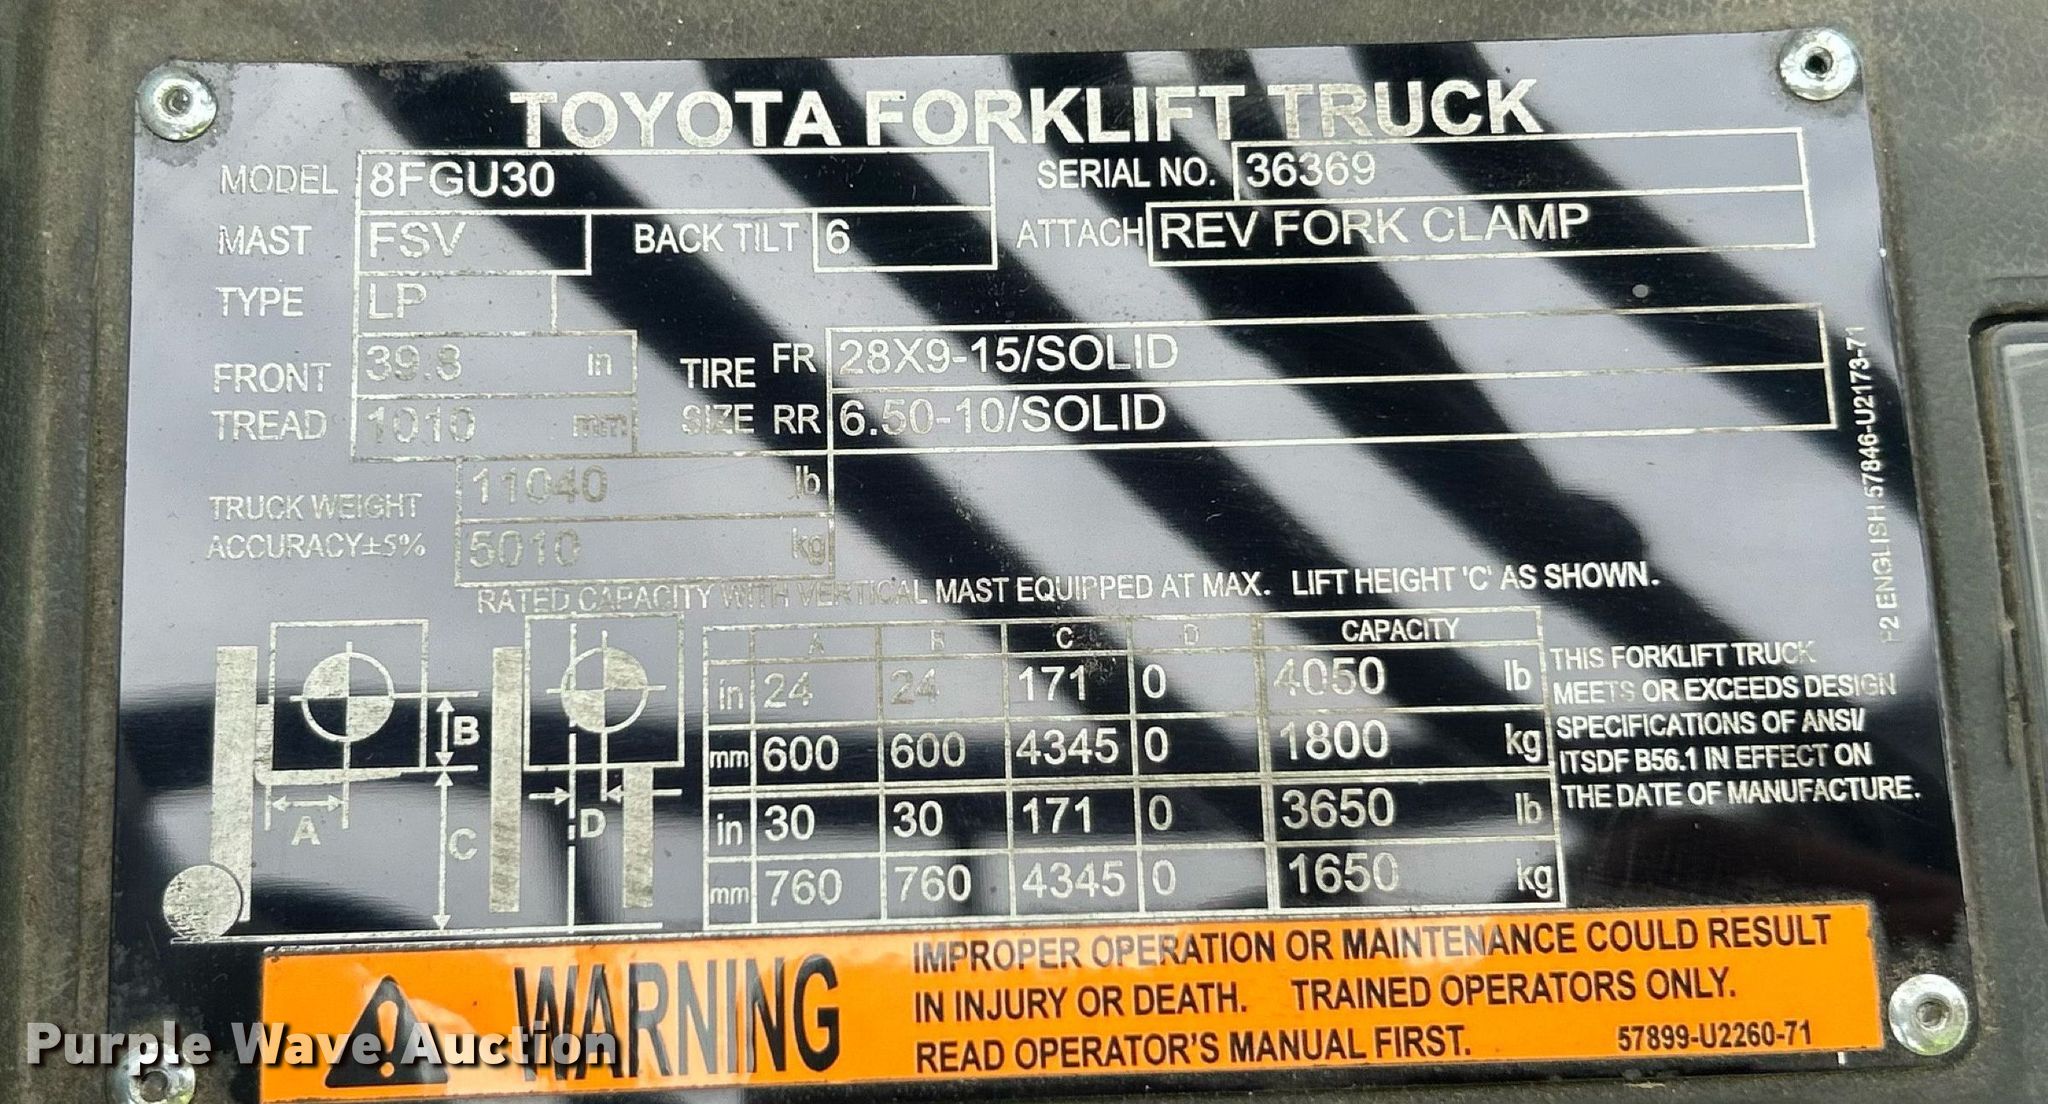 TOYOTA FORKLIFT TRUCK
MODEL 8FGU30 SERIAL NO. 36369
MAST FSV BACK TILT 6 ATTACH REV FORK CLAMP
TYPE LP
FRONT TREAD 39.8 in
1010 mm
TIRE SIZE FR 28X9-15/SOLID
RR 6.50-10/SOLID
TRUCK WEIGHT 11040 lb
ACCURACY±5% 5010 kg
RATED CAPACITY WITH VERTICAL MAST EQUIPPED AT MAX. LIFT HEIGHT 'C' AS SHOWN.
A B C D CAPACITY
in 24 24 171 0 4050 lb
mm 600 600 4345 0 1800 kg
in 30 30 171 0 3650 lb
mm 760 760 4345 0 1650 kg
B
A
C
D
THIS FORKLIFT TRUCK
MEETS OR EXCEEDS DESIGN
SPECIFICATIONS OF ANSI/
ITSDF B56.1 IN EFFECT ON
THE DATE OF MANUFACTURE.
P2 ENGLISH 57846-U2173-71
WARNING
IMPROPER OPERATION OR MAINTENANCE COULD RESULT
IN INJURY OR DEATH. TRAINED OPERATORS ONLY.
READ OPERATOR'S MANUAL FIRST. 57899-U2260-71
Purple Wave Auction